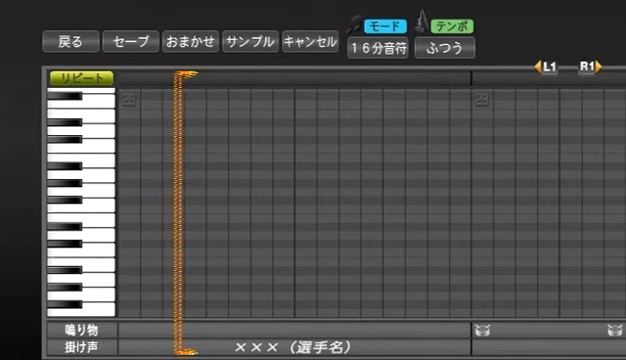 モード テンポ
戻る セーブ おまかせ サンプル キャンセル 16分音符 ふつう
L1 R1
リピート
28 29
鳴り物
掛け声 ×××（選手名）